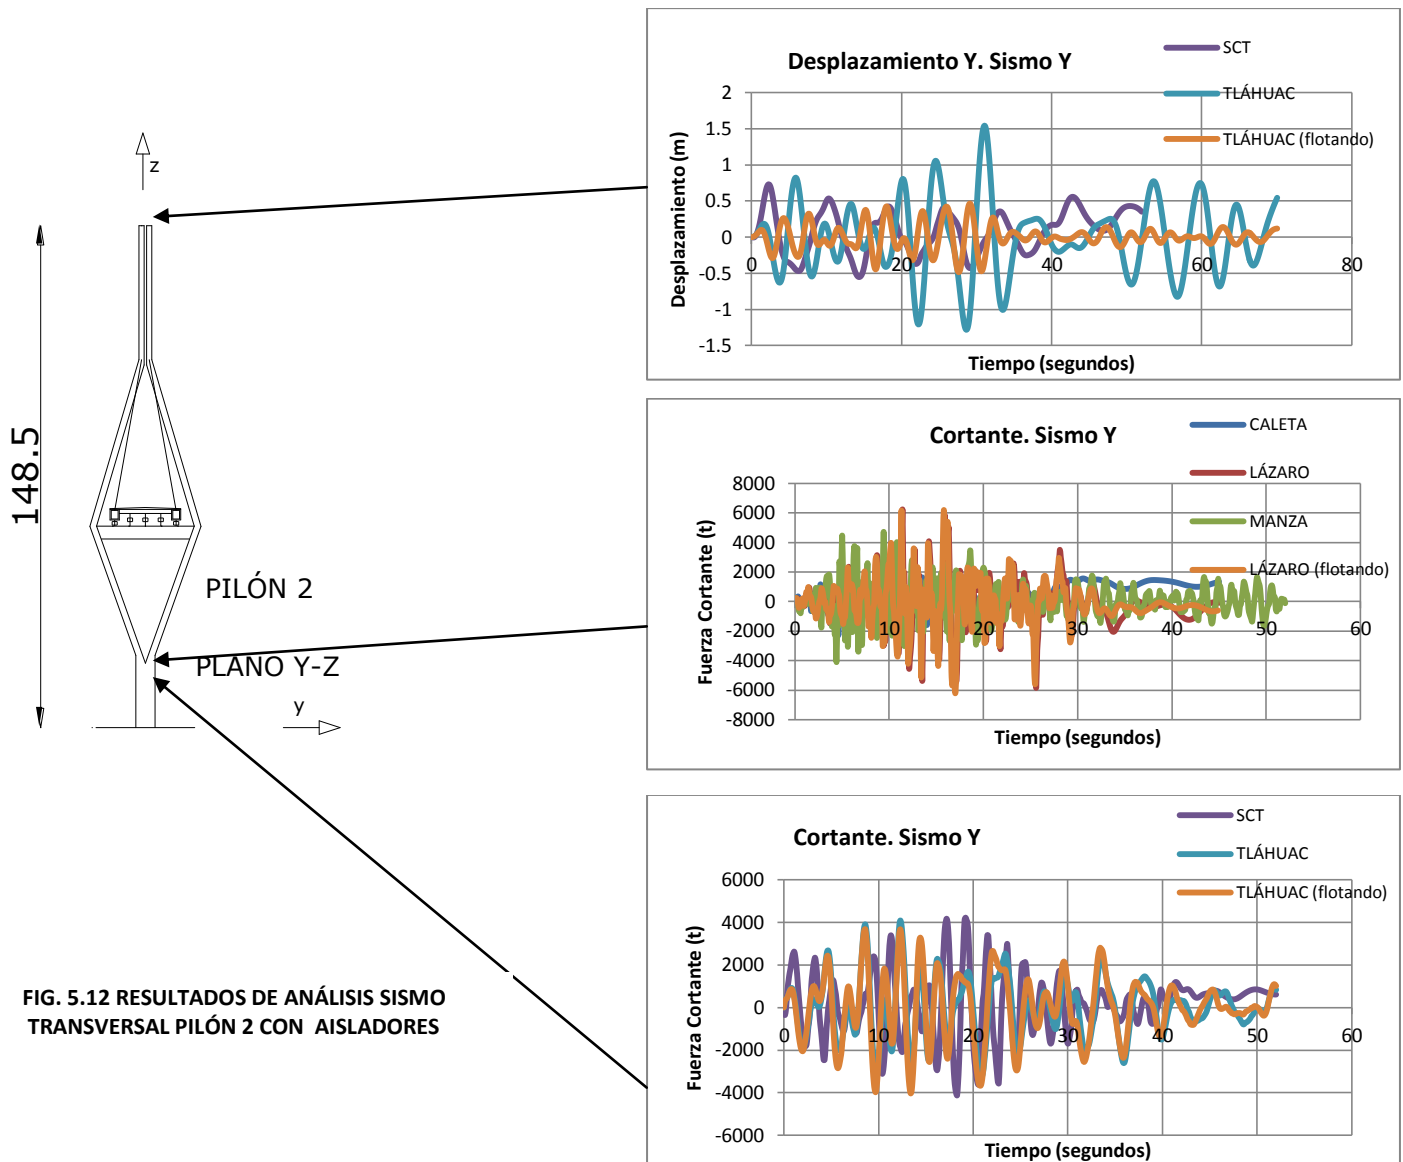 z
148.5
PILÓN 2
PLANO Y-Z
y
FIG. 5.12 RESULTADOS DE ANÁLISIS SISMO
TRANSVERSAL PILÓN 2 CON AISLADORES
Desplazamiento Y. Sismo Y
SCT
TLÁHUAC
TLÁHUAC (flotando)
Desplazamiento (m)
2
1.5
1
0.5
0
-0.5
-1
-1.5
0
20
40
60
80
Tiempo (segundos)
Cortante. Sismo Y
CALETA
LÁZARO
MANZA
LÁZARO (flotando)
Fuerza Cortante (t)
8000
6000
4000
2000
0
-2000
-4000
-6000
-8000
0
10
20
30
40
50
60
Tiempo (segundos)
Cortante. Sismo Y
SCT
TLÁHUAC
TLÁHUAC (flotando)
Fuerza Cortante (t)
6000
4000
2000
0
-2000
-4000
-6000
0
10
20
30
40
50
60
Tiempo (segundos)